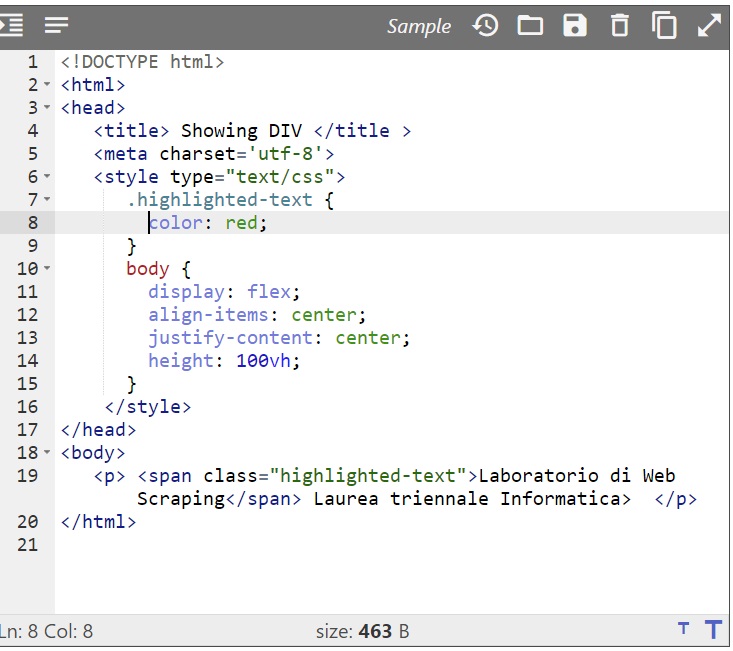 Sample
1 <!DOCTYPE html>
2 <html>
3 <head>
4 <title> Showing DIV </title >
5 <meta charset='utf-8'>
6 <style type="text/css">
7 .highlighted-text {
8 color: red;
9 }
10 body {
11 display: flex;
12 align-items: center;
13 justify-content: center;
14 height: 100vh;
15 }
16 </style>
17 </head>
18 <body>
19 <p> <span class="highlighted-text">Laboratorio di Web
Scraping</span> Laurea triennale Informatica>  </p>
20 </html>
21
Ln: 8 Col: 8 size: 463 B T T